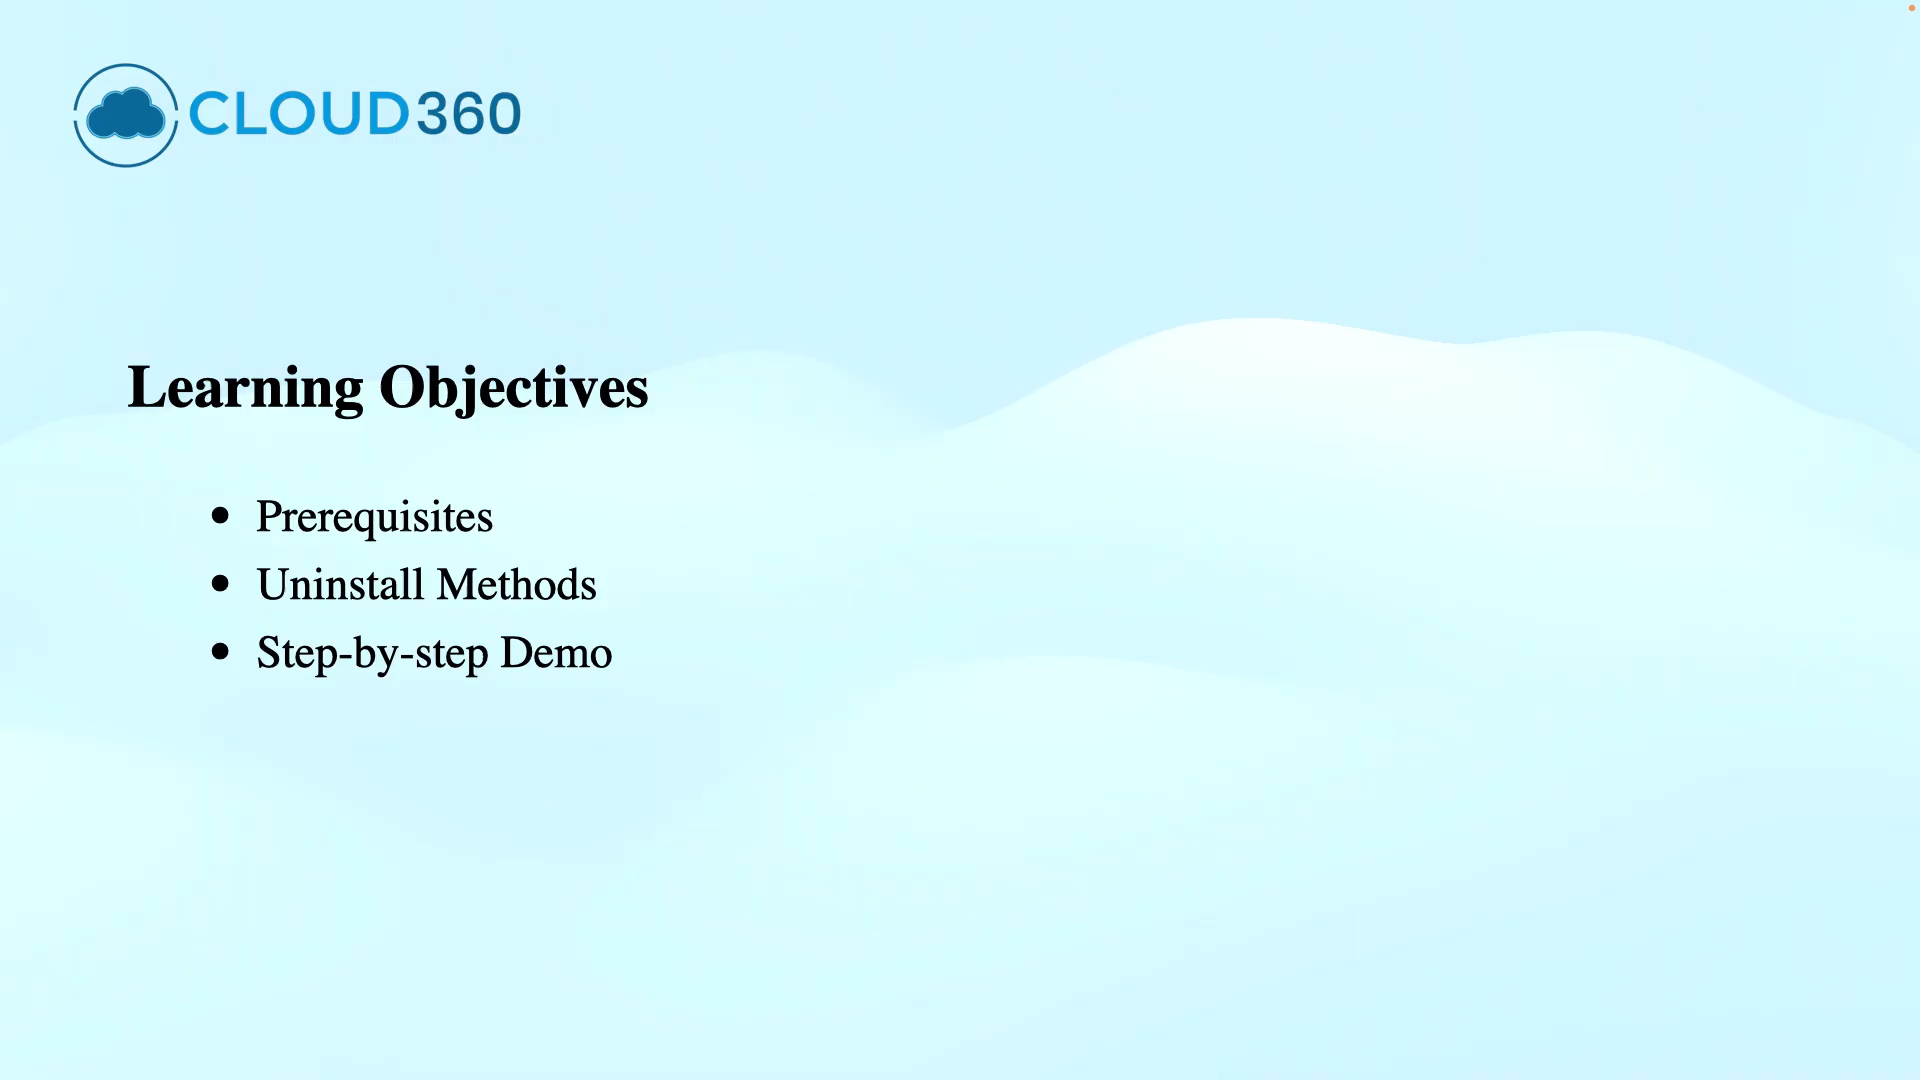 CLOUD360
Learning Objectives
• Prerequisites
• Uninstall Methods
• Step-by-step Demo